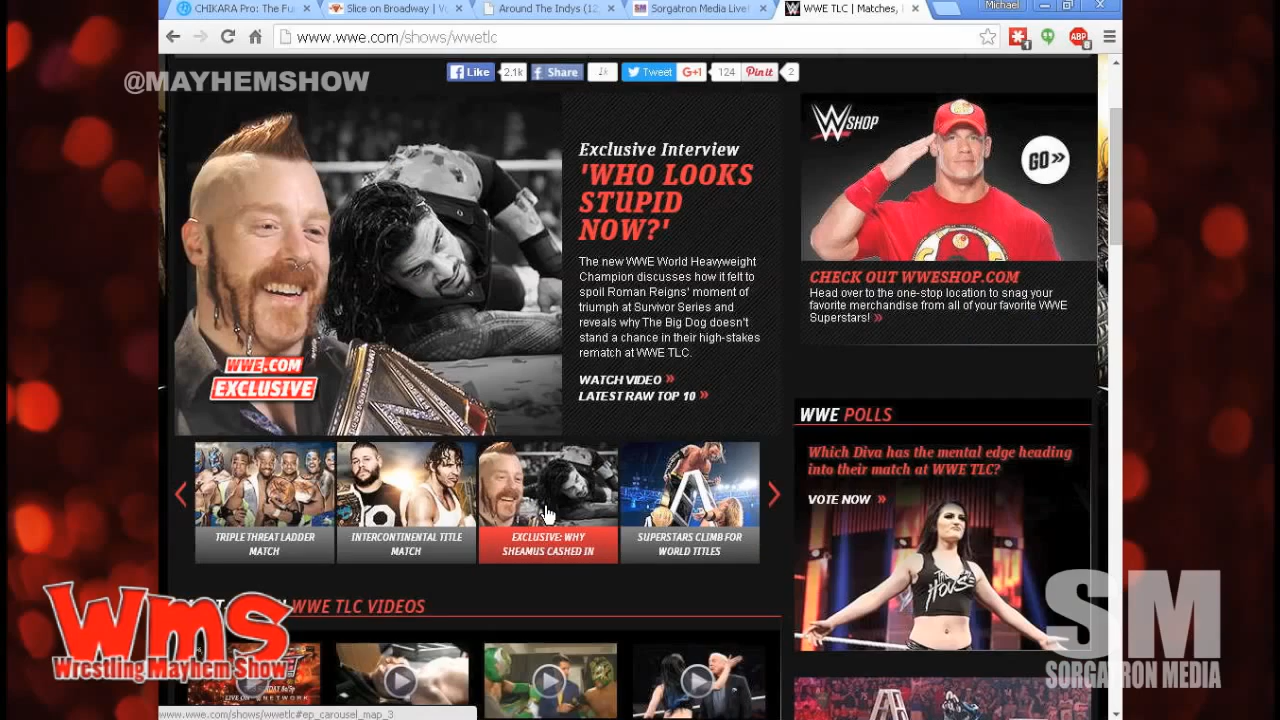 CHIKARA Pro: The Fu
Slice on Broadway | Vo
Around The Indys (12
Sorgatron Media Live!
WWE TLC | Matches,
Michael
www.wwe.com/shows/wwetlc
@MAYHEMSHOW
Like
2.1k
Share
1k
Tweet
G+1
124
Pin it
2
Exclusive Interview
'WHO LOOKS
STUPID
NOW?'
The new WWE World Heavyweight
Champion discusses how it felt to
spoil Roman Reigns' moment of
triumph at Survivor Series and
reveals why The Big Dog doesn't
stand a chance in their high-stakes
rematch at WWE TLC.
WATCH VIDEO »
LATEST RAW TOP 10 »
WWE.COM
EXCLUSIVE
W SHOP
GO»
CHECK OUT WWESHOP.COM
Head over to the one-stop location to snag your
favorite merchandise from all of your favorite WWE
Superstars! »
TRIPLE THREAT LADDER
MATCH
INTERCONTINENTAL TITLE
MATCH
EXCLUSIVE: WHY
SHEAMUS CASHED IN
SUPERSTARS CLIMB FOR
WORLD TITLES
WWE POLLS
Which Diva has the mental edge heading
into their match at WWE TLC?
VOTE NOW »
HOUSE
WWE TLC VIDEOS
LIVE ON NETWORK
WMS
Wrestling Mayhem Show
SM
SORGATRON MEDIA
www.wwe.com/shows/wwetlc#ep_carousel_map_3